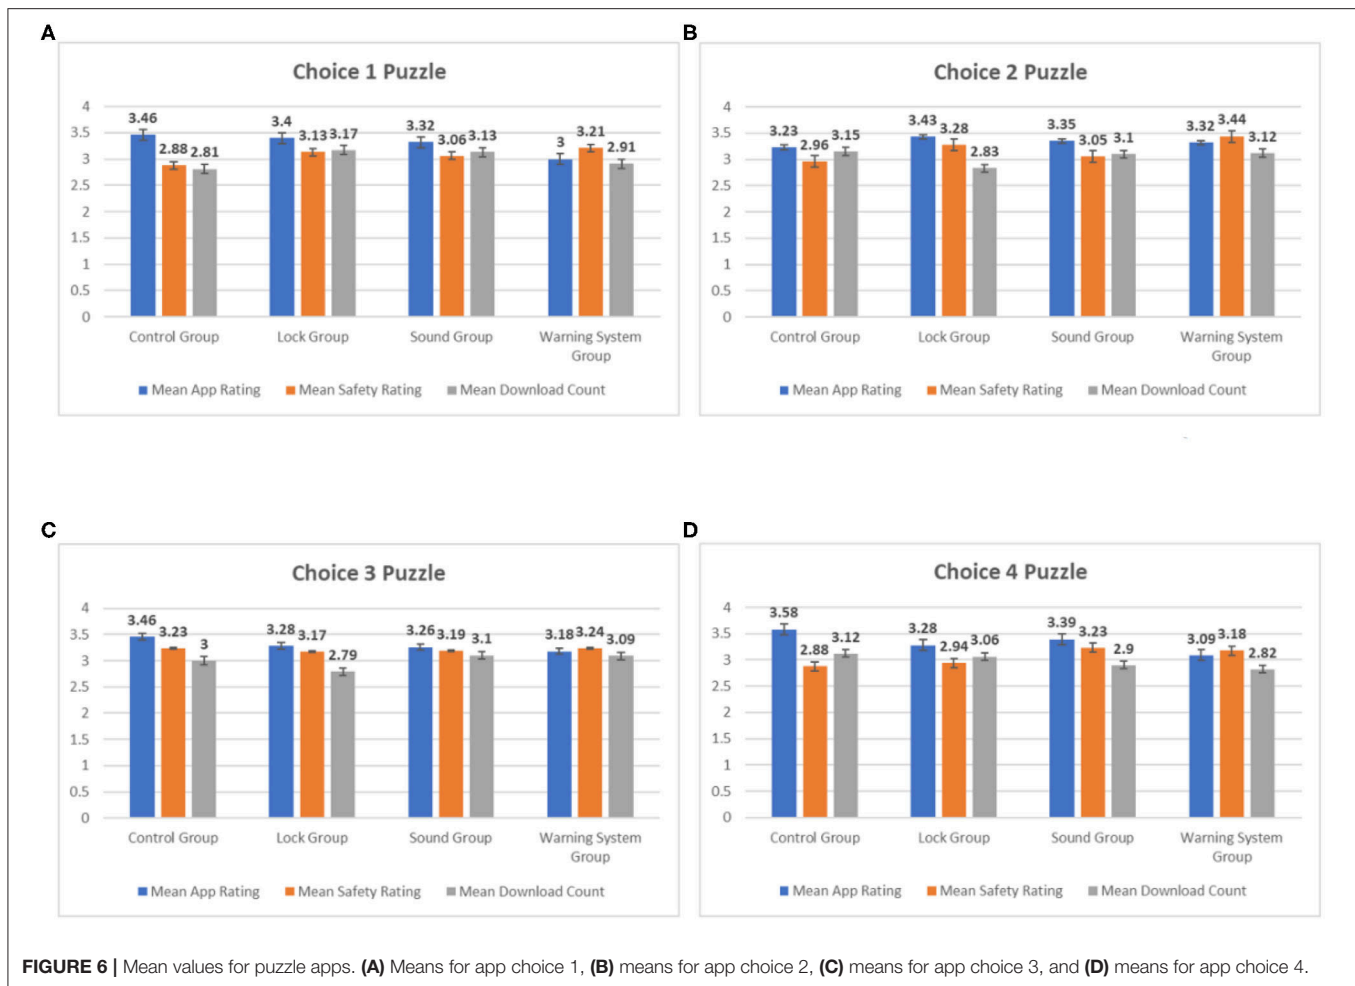 A
Choice 1 Puzzle
4
3.5
3
2.5
2
1.5
1
0.5
0
3.46 2.88 2.81 3.4 3.13 3.17 3.32 3.06 3.13 3 3.21 2.91
Control Group Lock Group Sound Group Warning System
Group
Mean App Rating Mean Safety Rating Mean Download Count
B
Choice 2 Puzzle
4
3.5
3
2.5
2
1.5
1
0.5
0
3.23 2.96 3.15 3.43 3.28 2.83 3.35 3.05 3.1 3.32 3.44 3.12
Control Group Lock Group Sound Group Warning System
Group
Mean App Rating Mean Safety Rating Mean Download Count
C
Choice 3 Puzzle
4
3.5
3
2.5
2
1.5
1
0.5
0
3.46 3.23 3 3.28 3.17 2.79 3.26 3.19 3.1 3.18 3.24 3.09
Control Group Lock Group Sound Group Warning System
Group
Mean App Rating Mean Safety Rating Mean Download Count
D
Choice 4 Puzzle
4
3.5
3
2.5
2
1.5
1
0.5
0
3.58 2.88 3.12 3.28 2.94 3.06 3.39 3.23 2.9 3.09 3.18 2.82
Control Group Lock Group Sound Group Warning System
Group
Mean App Rating Mean Safety Rating Mean Download Count
FIGURE 6 | Mean values for puzzle apps. (A) Means for app choice 1, (B) means for app choice 2, (C) means for app choice 3, and (D) means for app choice 4.